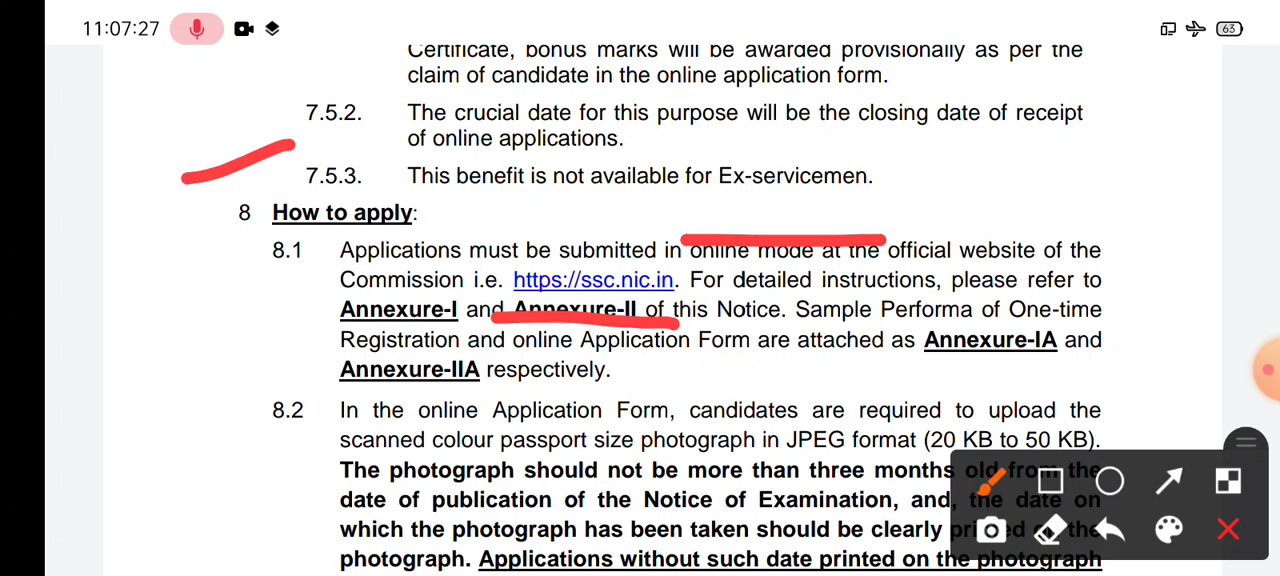 11:07:27
63
Certificate, bonus marks will be awarded provisionally as per the
claim of candidate in the online application form.
7.5.2. The crucial date for this purpose will be the closing date of receipt
of online applications.
7.5.3. This benefit is not available for Ex-servicemen.
8 How to apply:
8.1 Applications must be submitted in online mode at the official website of the
Commission i.e. https://ssc.nic.in. For detailed instructions, please refer to
Annexure-I and Annexure-II of this Notice. Sample Performa of One-time
Registration and online Application Form are attached as Annexure-IA and
Annexure-IIA respectively.
8.2 In the online Application Form, candidates are required to upload the
scanned colour passport size photograph in JPEG format (20 KB to 50 KB).
The photograph should not be more than three months old from the
date of publication of the Notice of Examination, and, the date on
which the photograph has been taken should be clearly the
photograph. Applications without such date printed on the photograph